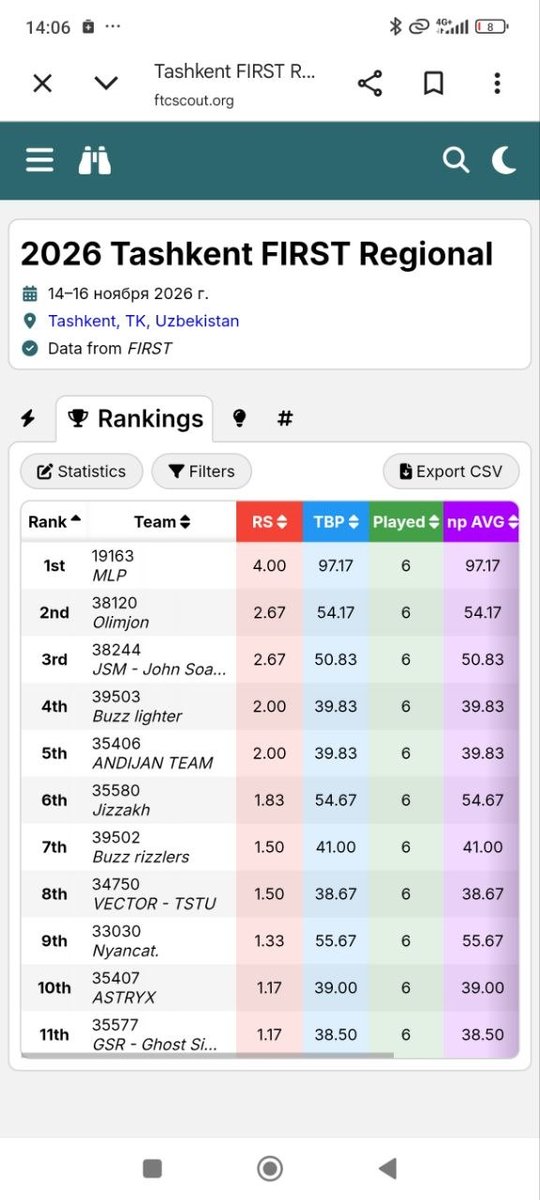 14:06 ···
4G+ 8
Tashkent FIRST R...
ftcscout.org
2026 Tashkent FIRST Regional
14–16 ноября 2026 г.
Tashkent, TK, Uzbekistan
Data from FIRST
Rankings #
Statistics Filters Export CSV
Rank Team RS TBP Played np AVG
1st 19163 MLP 4.00 97.17 6 97.17
2nd 38120 Olimjon 2.67 54.17 6 54.17
3rd 38244 JSM - John Soa... 2.67 50.83 6 50.83
4th 39503 Buzz lighter 2.00 39.83 6 39.83
5th 35406 ANDIJAN TEAM 2.00 39.83 6 39.83
6th 35580 Jizzakh 1.83 54.67 6 54.67
7th 39502 Buzz rizzlers 1.50 41.00 6 41.00
8th 34750 VECTOR - TSTU 1.50 38.67 6 38.67
9th 33030 Nyancat. 1.33 55.67 6 55.67
10th 35407 ASTRYX 1.17 39.00 6 39.00
11th 35577 GSR - Ghost Si... 1.17 38.50 6 38.50